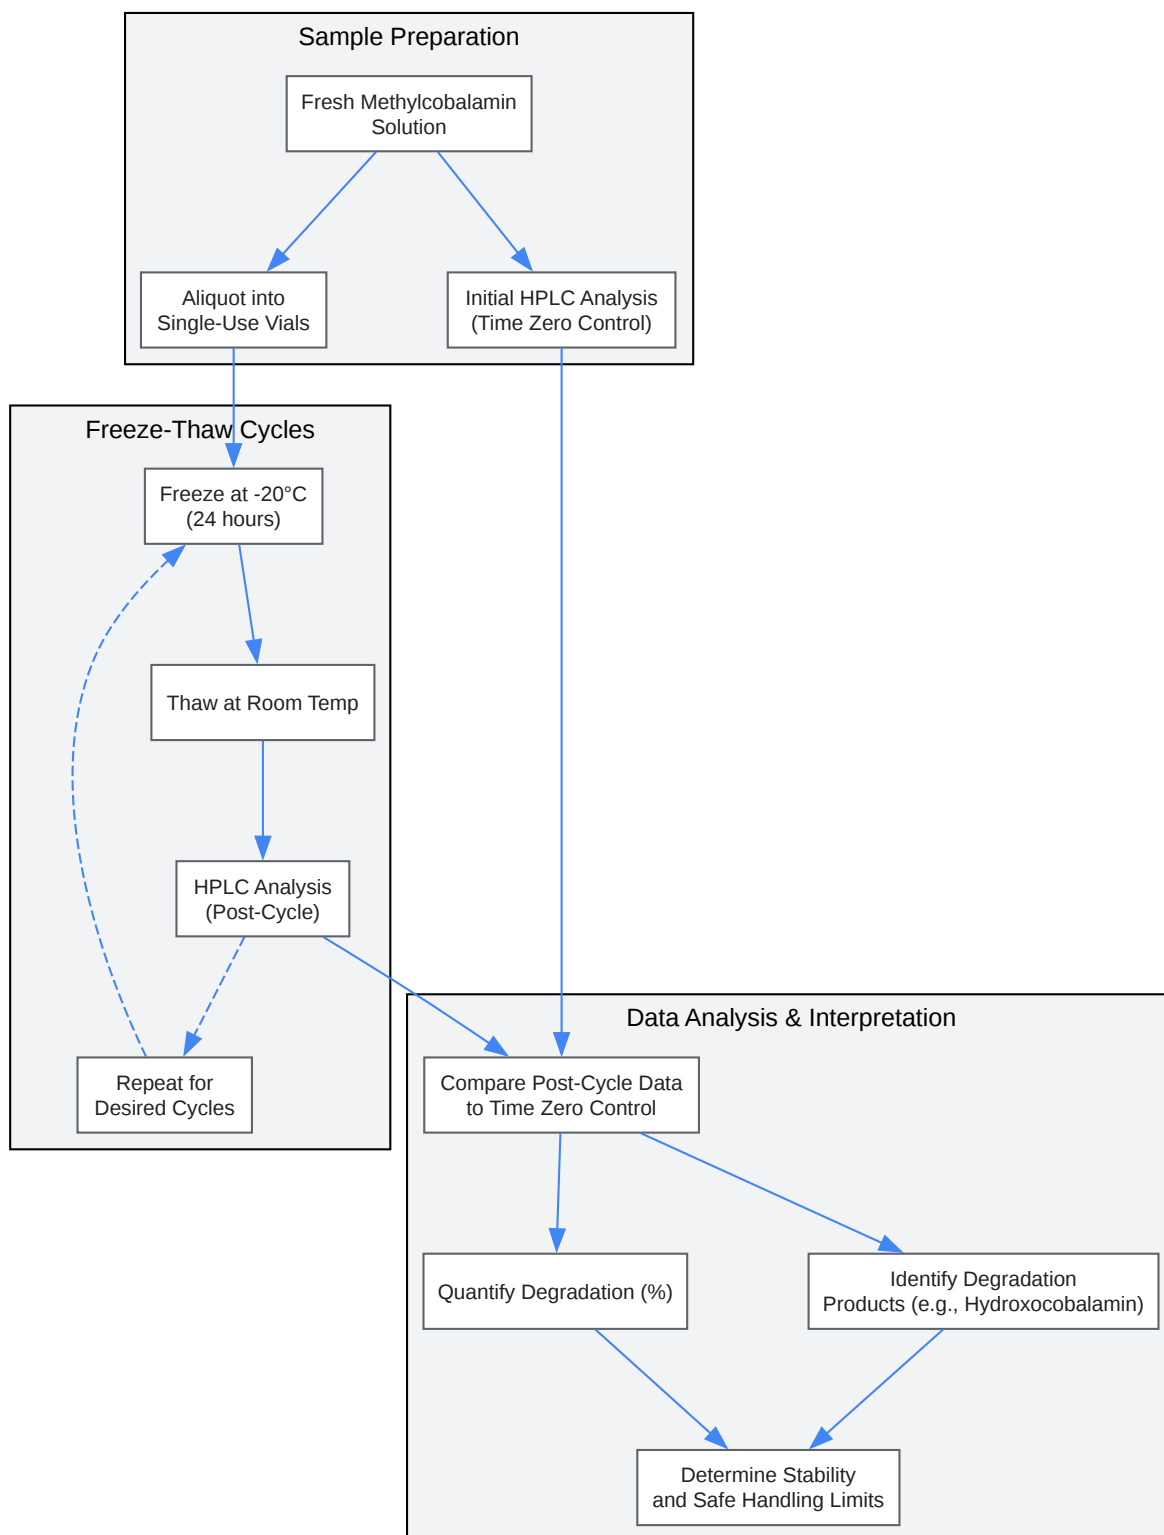 Sample Preparation
Fresh Methylcobalamin
Solution
Aliquot into
Single-Use Vials
Initial HPLC Analysis
(Time Zero Control)
Freeze-Thaw Cycles
Freeze at -20°C
(24 hours)
Thaw at Room Temp
HPLC Analysis
(Post-Cycle)
Repeat for
Desired Cycles
Data Analysis & Interpretation
Compare Post-Cycle Data
to Time Zero Control
Quantify Degradation (%)
Identify Degradation
Products (e.g., Hydroxocobalamin)
Determine Stability
and Safe Handling Limits